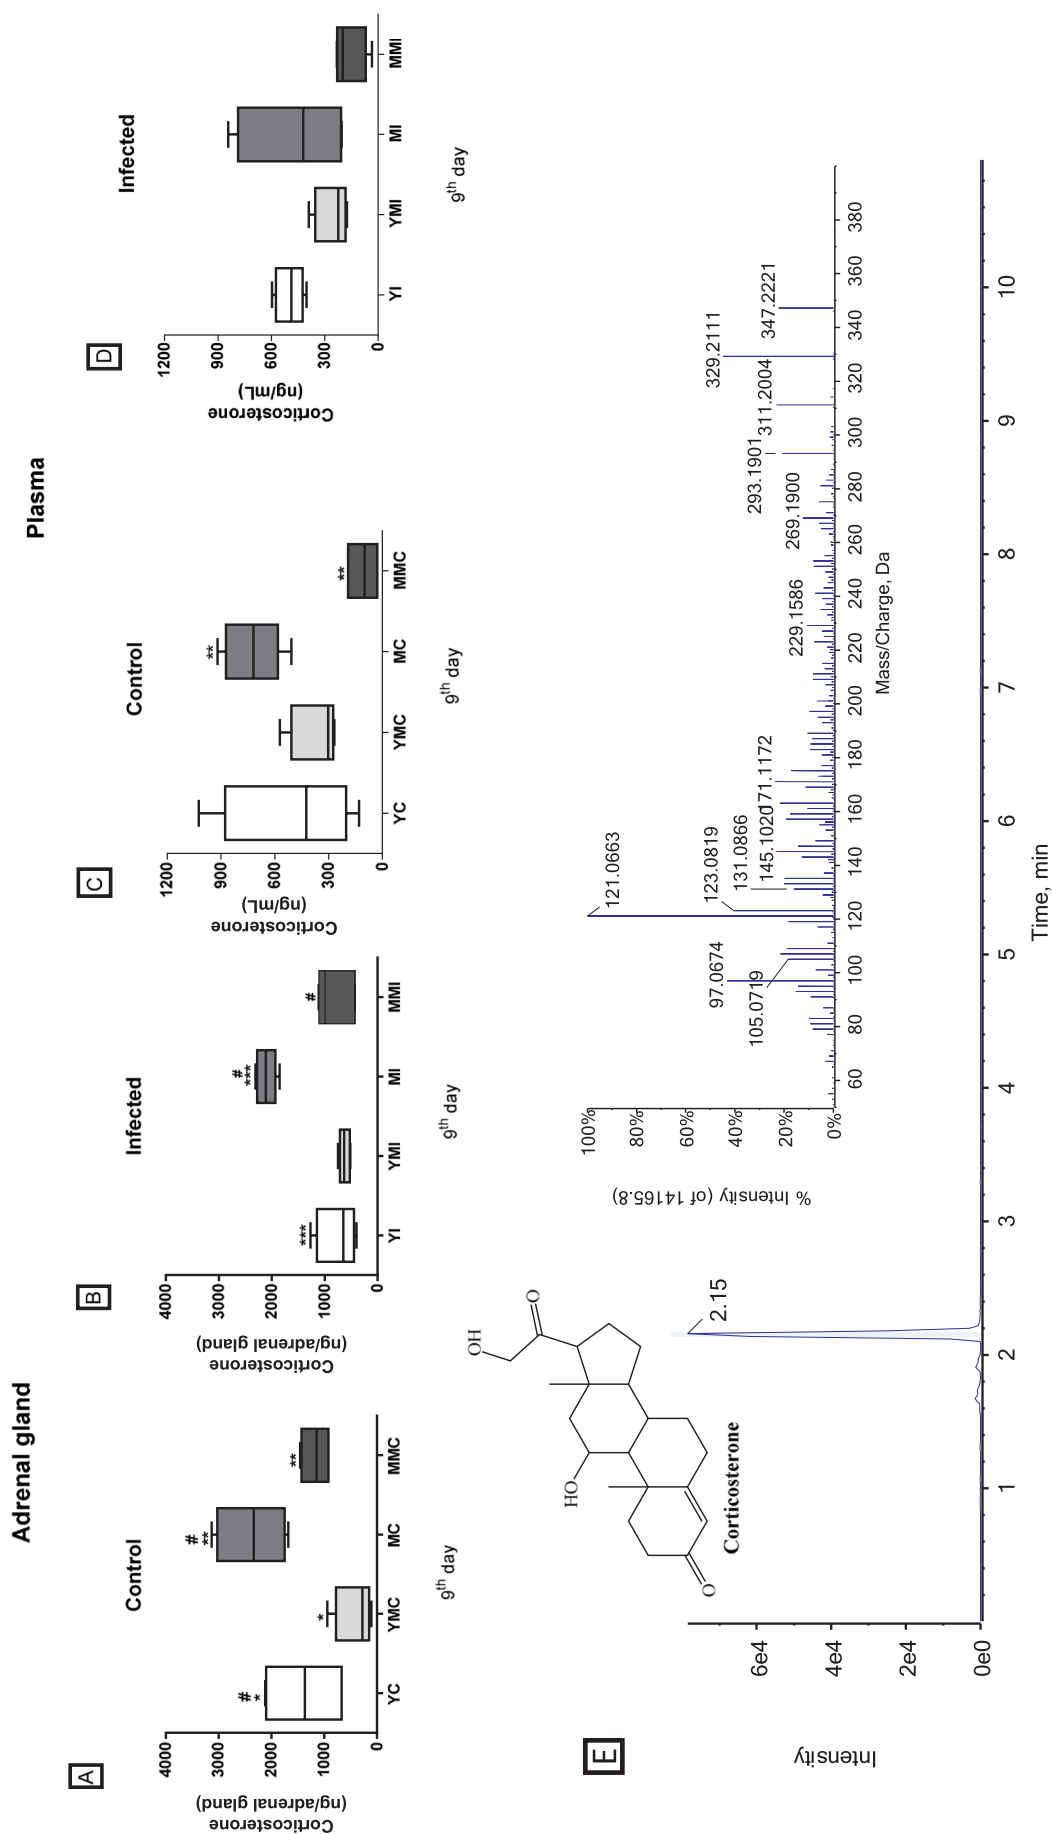 Adrenal gland
Plasma
A
Control
Corticosterone
(ng/adrenal gland)
4000
3000
2000
1000
0
#
*
*
#
**
**
YC
YMC
MC
MMC
9th day
B
Infected
Corticosterone
(ng/adrenal gland)
4000
3000
2000
1000
0
***
#
***
#
YI
YMI
MI
MMI
9th day
C
Control
Corticosterone
(ng/mL)
1200
900
600
300
0
**
**
YC
YMC
MC
MMC
9th day
D
Infected
Corticosterone
(ng/mL)
1200
900
600
300
0
YI
YMI
MI
MMI
9th day
E
Intensity
6e4
4e4
2e4
0e0
OH
O
HO
O
Corticosterone
2.15
% Intensity (of 14165.8)
100%
80%
60%
40%
20%
0%
121.0663
97.0674
123.0819
105.0719
131.0866
145.1020
171.1172
229.1586
269.1900
293.1901
311.2004
329.2111
347.2221
60 80 100 120 140 160 180 200 220 240 260 280 300 320 340 360 380
Mass/Charge, Da
1 2 3 4 5 6 7 8 9 10
Time, min